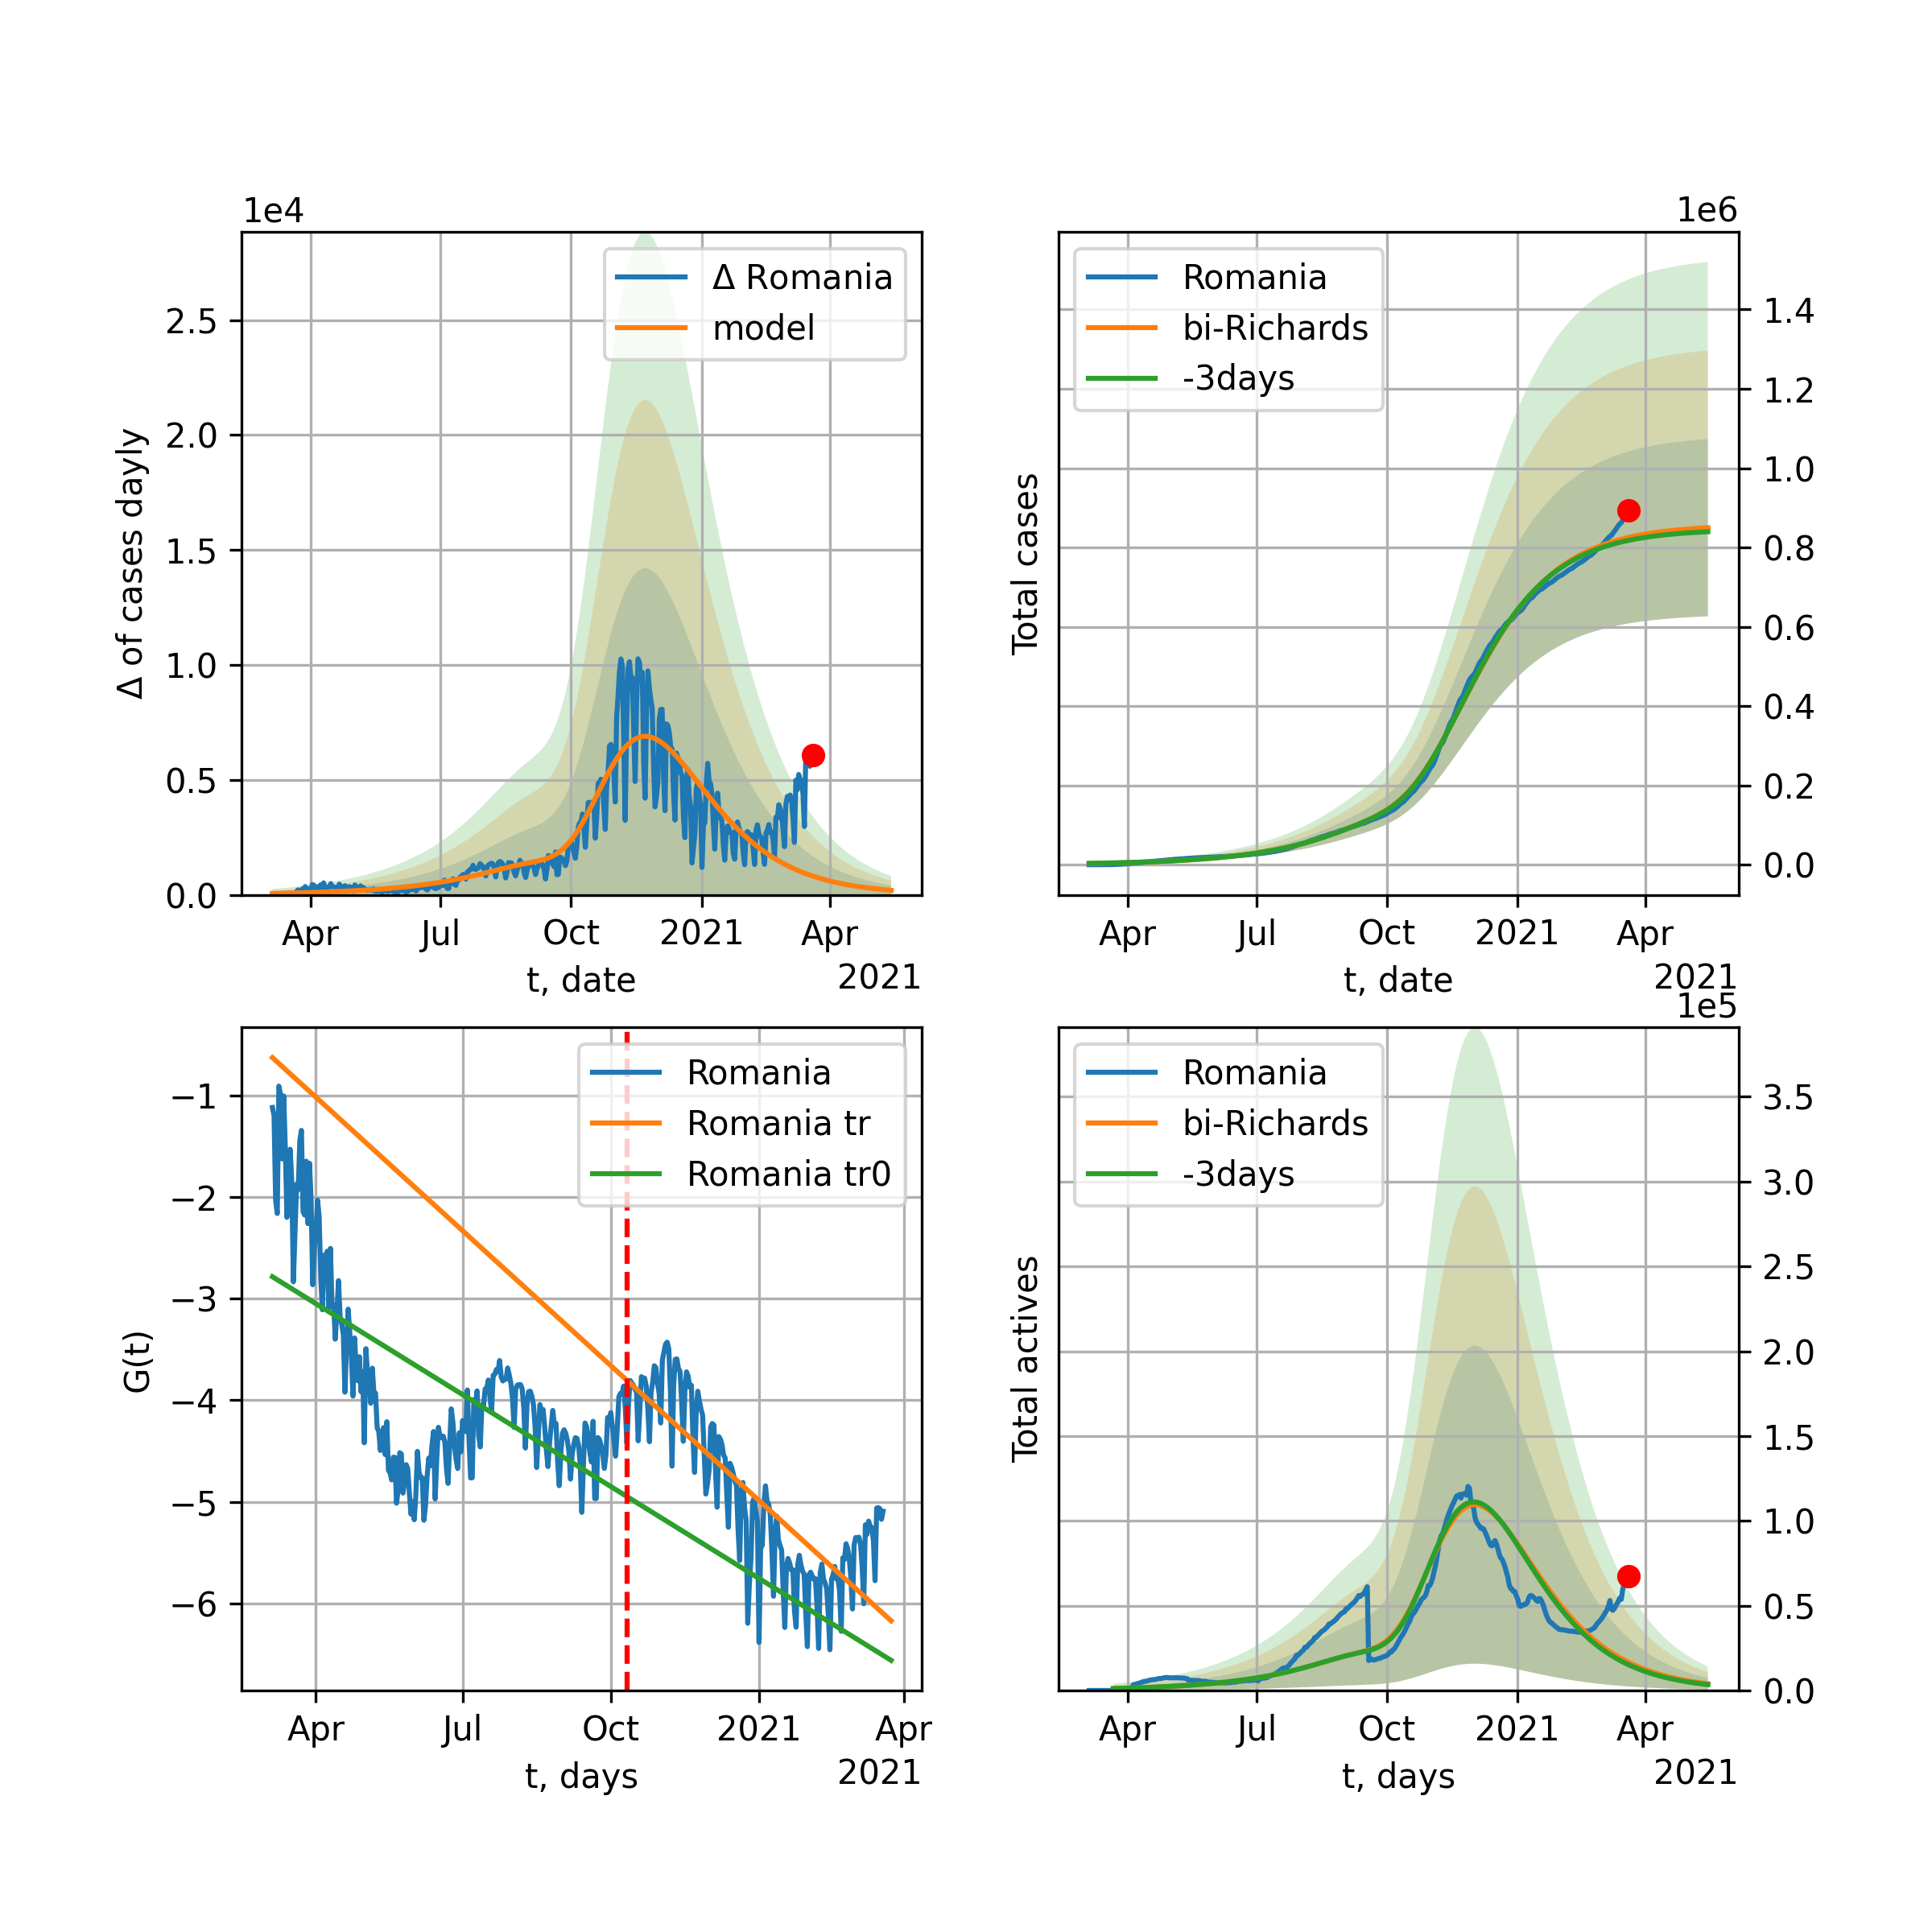 1e4
Δ Romania
model
2.5
2.0
1.5
1.0
0.5
0.0
Δ of cases dayly
Apr
Jul
Oct
2021
Apr
t, date
2021
1e6
Romania
bi-Richards
-3days
1.4
1.2
1.0
0.8
0.6
0.4
0.2
0.0
Total cases
Apr
Jul
Oct
2021
Apr
t, date
2021
Romania
Romania tr
Romania tr0
−1
−2
−3
−4
−5
−6
G(t)
Apr
Jul
Oct
2021
Apr
t, days
2021
1e5
Romania
bi-Richards
-3days
3.5
3.0
2.5
2.0
1.5
1.0
0.5
0.0
Total actives
Apr
Jul
Oct
2021
Apr
t, days
2021